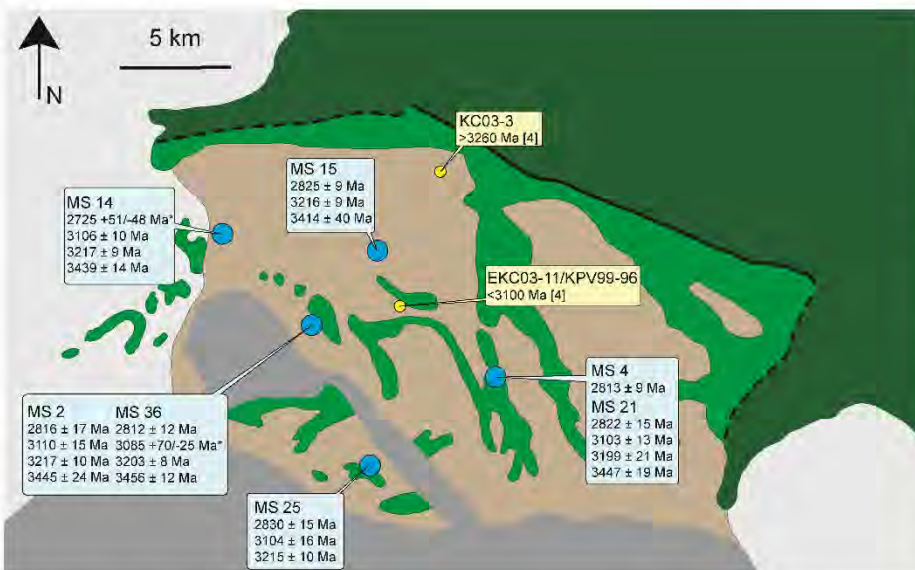 5 km
N
KC03-3
>3260 Ma [4]
MS 15
2825 ± 9 Ma
3216 ± 9 Ma
3414 ± 40 Ma
MS 14
2725 +51/-48 Ma*
3106 ± 10 Ma
3217 ± 9 Ma
3439 ± 14 Ma
EKC03-11/KPV99-96
<3100 Ma [4]
MS 4
2813 ± 9 Ma
MS 21
2822 ± 15 Ma
3103 ± 13 Ma
3199 ± 21 Ma
3447 ± 19 Ma
MS 2 MS 36
2816 ± 17 Ma 2812 ± 12 Ma
3110 ± 15 Ma 3085 +70/-25 Ma*
3217 ± 10 Ma 3203 ± 8 Ma
3445 ± 24 Ma 3456 ± 12 Ma
MS 25
2830 ± 15 Ma
3104 ± 16 Ma
3215 ± 10 Ma